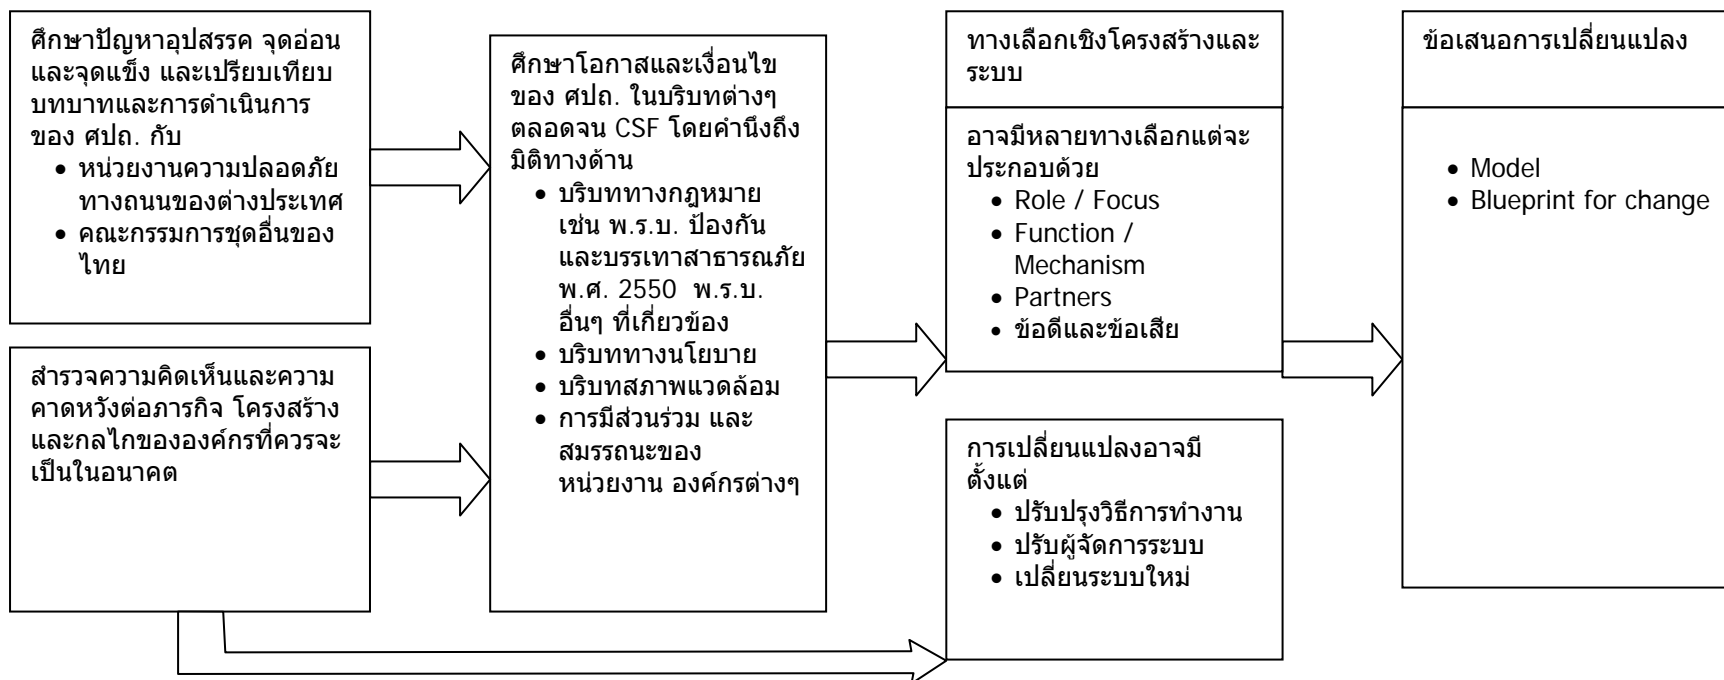 ศึกษาปัญหาอุปสรรค จุดอ่อน
และจุดแข็ง และเปรียบเทียบ
บทบาทและการดำเนินการ
ของ ศปถ. กับ
• หน่วยงานความปลอดภัย
ทางถนนของต่างประเทศ
• คณะกรรมการชุดอื่นของ
ไทย
สำรวจความคิดเห็นและความ
คาดหวังต่อภารกิจ โครงสร้าง
และกลไกขององค์กรที่ควรจะ
เป็นในอนาคต
ศึกษาโอกาสและเงื่อนไข
ของ ศปถ. ในบริบทต่างๆ
ตลอดจน CSF โดยคำนึงถึง
มิติทางด้าน
• บริบททางกฎหมาย
เช่น พ.ร.บ. ป้องกัน
และบรรเทาสาธารณภัย
พ.ศ. 2550 พ.ร.บ.
อื่นๆ ที่เกี่ยวข้อง
• บริบททางนโยบาย
• บริบทสภาพแวดล้อม
• การมีส่วนร่วม และ
สมรรถนะของ
หน่วยงาน องค์กรต่างๆ
ทางเลือกเชิงโครงสร้างและ
ระบบ
อาจมีหลายทางเลือกแต่จะ
ประกอบด้วย
• Role / Focus
• Function /
Mechanism
• Partners
• ข้อดีและข้อเสีย
การเปลี่ยนแปลงอาจมี
ตั้งแต่
• ปรับปรุงวิธีการทำงาน
• ปรับผู้จัดการระบบ
• เปลี่ยนระบบใหม่
ข้อเสนอการเปลี่ยนแปลง
• Model
• Blueprint for change